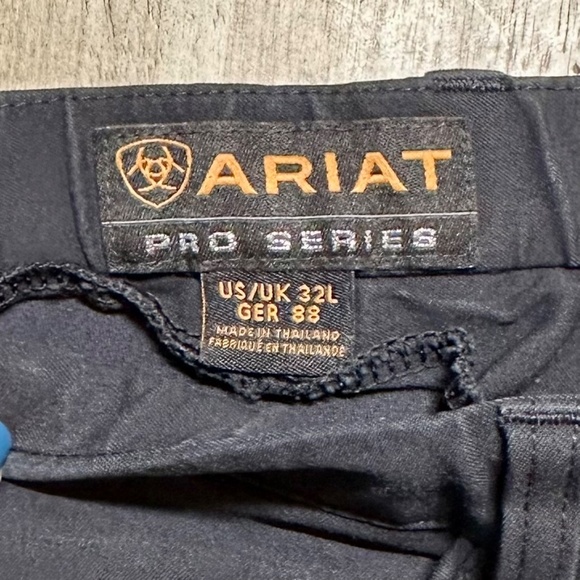 ARIAT
PRO SERIES
US/UK 32L
GER 88
MADE IN THAILAND
FABRIQUÉ EN THAILANDE